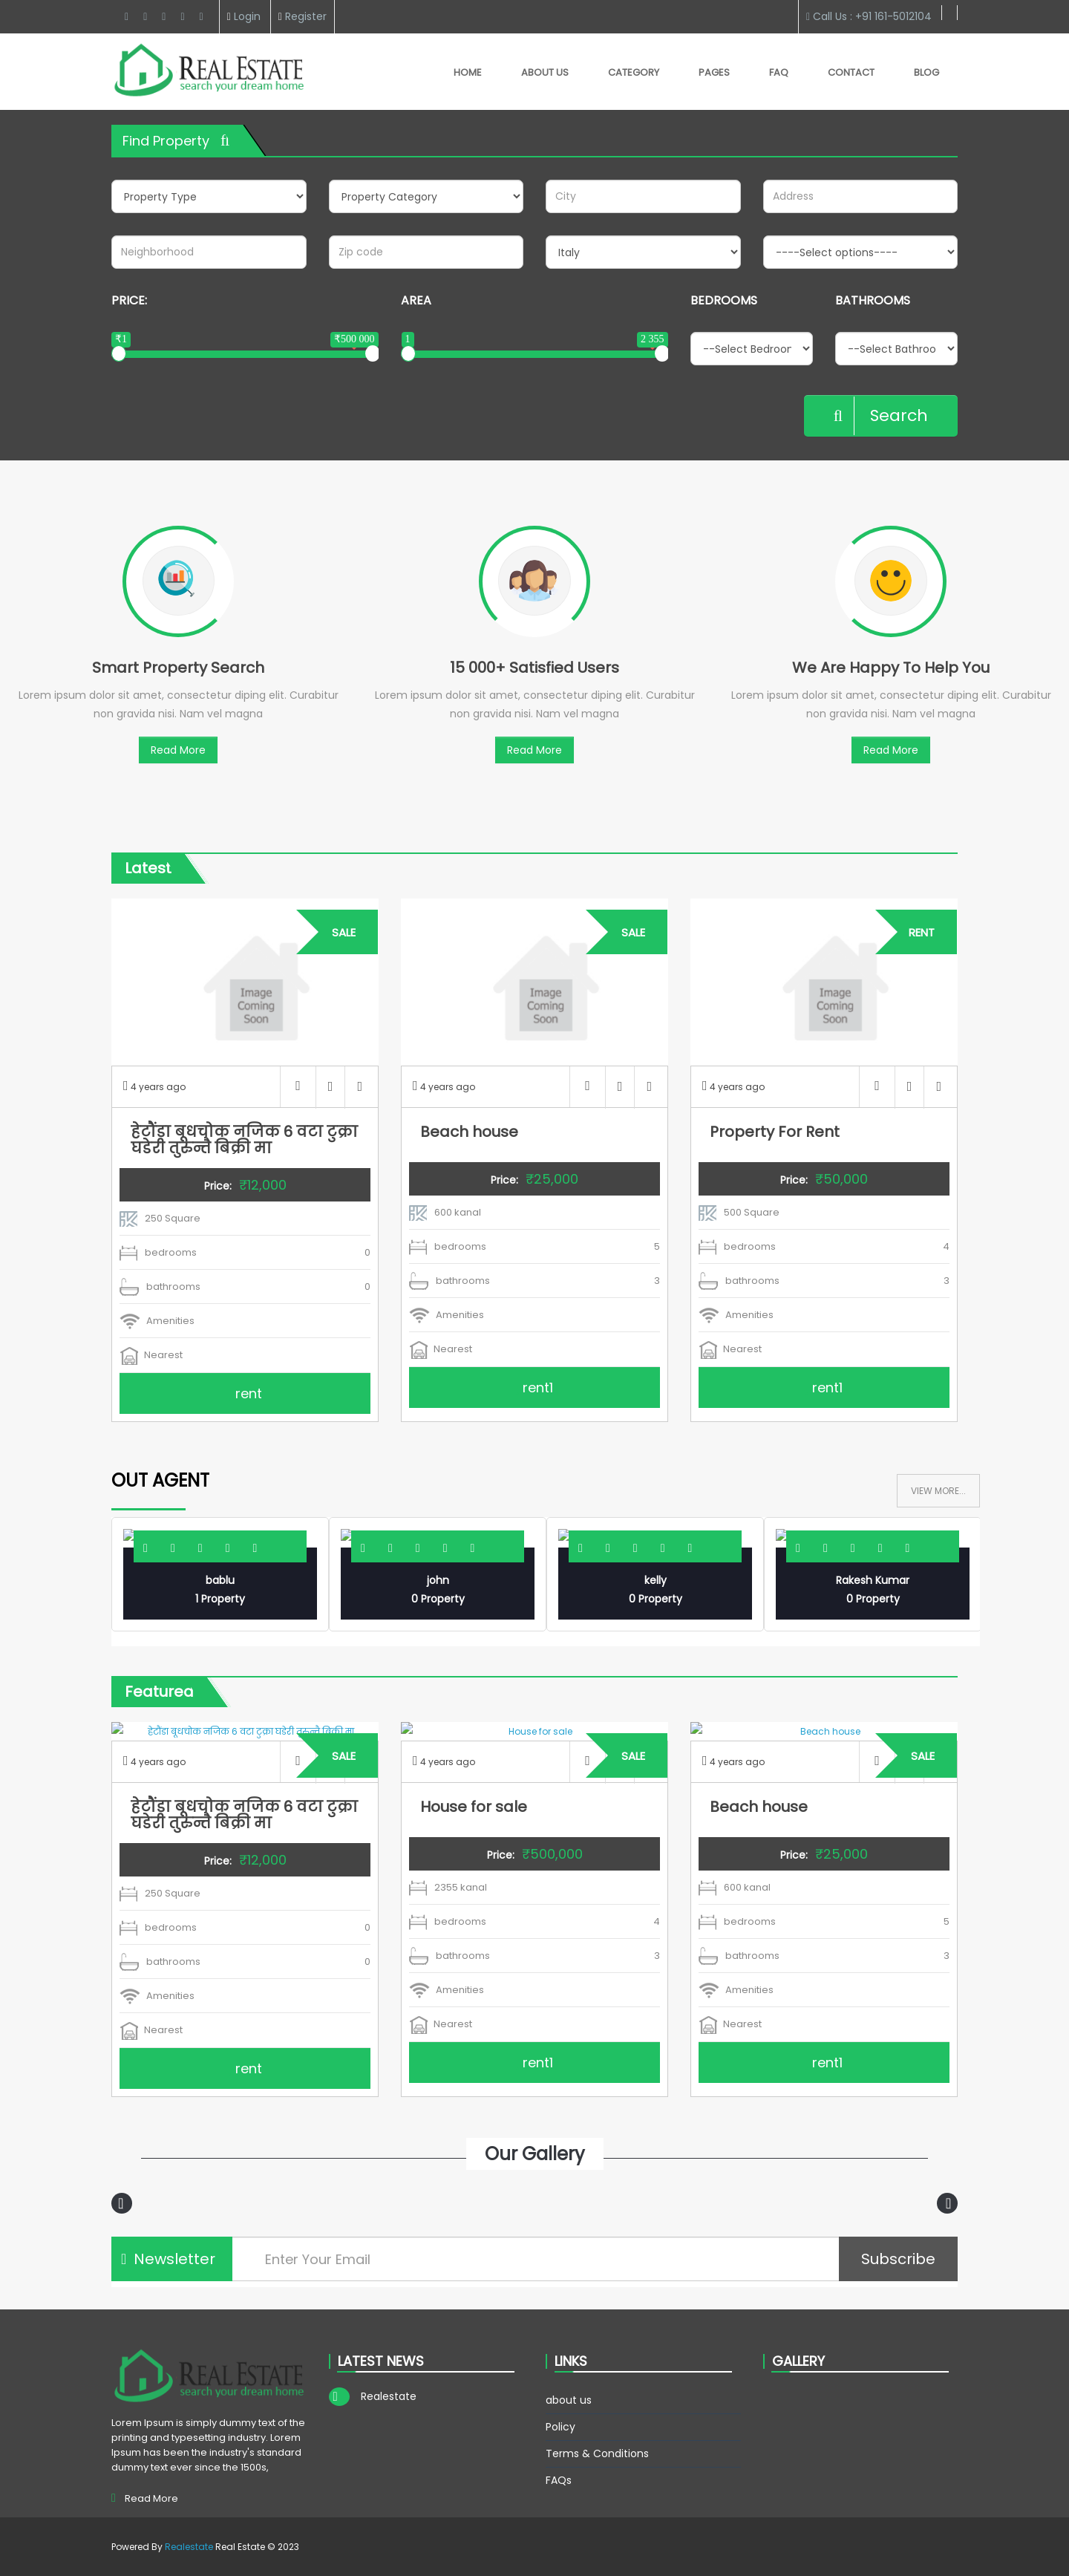 Login Register Call Us : +91 161-5012104
REAL ESTATE
search your dream home
HOME ABOUT US CATEGORY PAGES FAQ CONTACT BLOG
Find Property
Property Type Property Category City Address
Neighborhood Zip code Italy ----Select options----
PRICE: AREA BEDROOMS BATHROOMS
₹1 ₹500 000 1 2 355
--Select Bedroon --Select Bathroo
Search
Smart Property Search
Lorem ipsum dolor sit amet, consectetur diping elit. Curabitur
non gravida nisi. Nam vel magna
Read More
15 000+ Satisfied Users
Lorem ipsum dolor sit amet, consectetur diping elit. Curabitur
non gravida nisi. Nam vel magna
Read More
We Are Happy To Help You
Lorem ipsum dolor sit amet, consectetur diping elit. Curabitur
non gravida nisi. Nam vel magna
Read More
Latest
SALE
Image
Coming
Soon
4 years ago
हेटौंडा बूधचोक नजिक 6 वटा टुक्रा
घडेरी तुरुन्तै बिक्री मा
Price: ₹12,000
250 Square
bedrooms 0
bathrooms 0
Amenities
Nearest
rent
SALE
Image
Coming
Soon
4 years ago
Beach house
Price: ₹25,000
600 kanal
bedrooms 5
bathrooms 3
Amenities
Nearest
rent1
RENT
Image
Coming
Soon
4 years ago
Property For Rent
Price: ₹50,000
500 Square
bedrooms 4
bathrooms 3
Amenities
Nearest
rent1
OUT AGENT
VIEW MORE...
bablu
1 Property
john
0 Property
kelly
0 Property
Rakesh Kumar
0 Property
Featurea
हेटौंडा बूधचोक नजिक 6 वटा टुक्रा घडेरी तुरुन्तै बिक्री मा
SALE
4 years ago
हेटौंडा बूधचोक नजिक 6 वटा टुक्रा
घडेरी तुरुन्तै बिक्री मा
Price: ₹12,000
250 Square
bedrooms 0
bathrooms 0
Amenities
Nearest
rent
House for sale
SALE
4 years ago
House for sale
Price: ₹500,000
2355 kanal
bedrooms 4
bathrooms 3
Amenities
Nearest
rent1
Beach house
SALE
4 years ago
Beach house
Price: ₹25,000
600 kanal
bedrooms 5
bathrooms 3
Amenities
Nearest
rent1
Our Gallery
Newsletter Enter Your Email Subscribe
REAL ESTATE
search your dream home
Lorem Ipsum is simply dummy text of the
printing and typesetting industry. Lorem
Ipsum has been the industry's standard
dummy text ever since the 1500s,
Read More
LATEST NEWS
Realestate
LINKS
about us
Policy
Terms & Conditions
FAQs
GALLERY
Powered By Realestate Real Estate © 2023